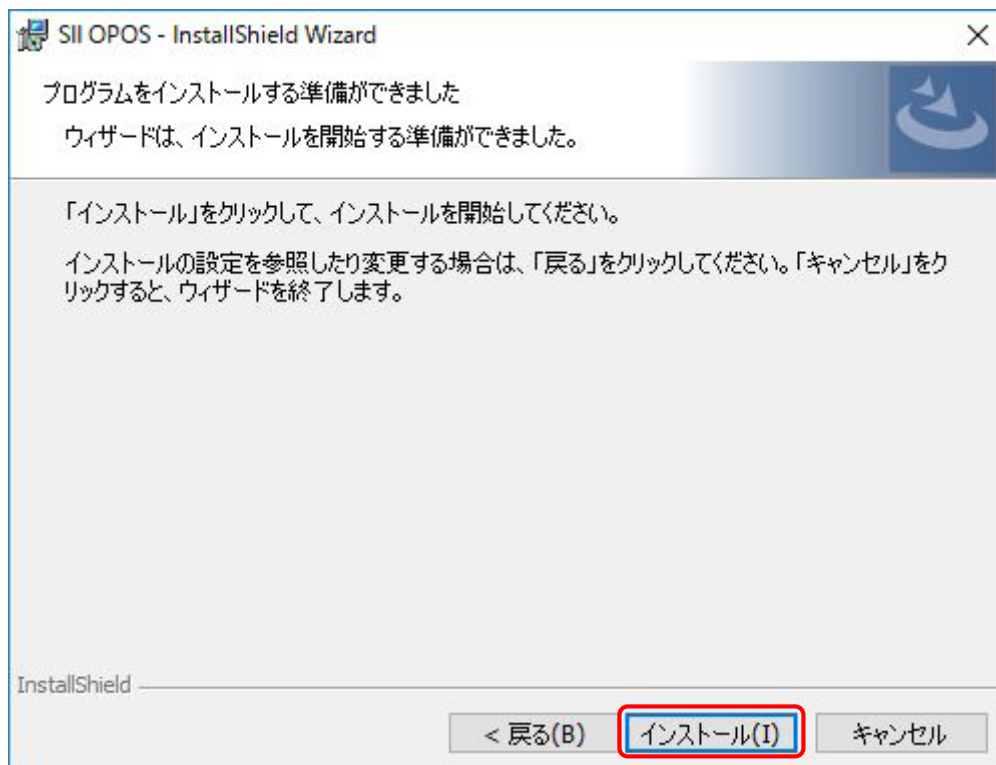 SII OPOS - InstallShield Wizard
プログラムをインストールする準備ができました
ウィザードは、インストールを開始する準備ができました。
「インストール」をクリックして、インストールを開始してください。
インストールの設定を参照したり変更する場合は、「戻る」をクリックしてください。「キャンセル」をク
リックすると、ウィザードを終了します。
InstallShield
< 戻る(B) インストール(I) キャンセル